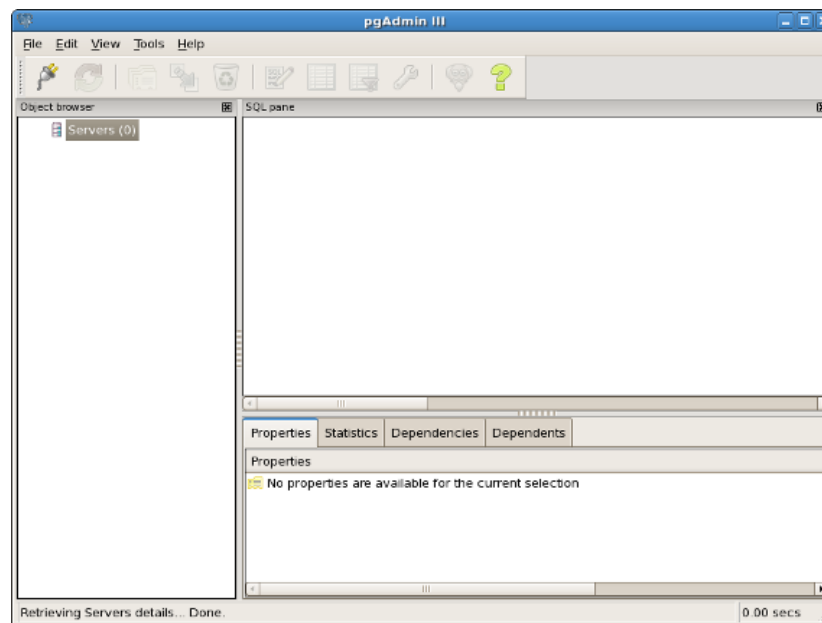 pgAdmin III
File Edit View Tools Help
Object browser
SQL pane
Servers (0)
Properties Statistics Dependencies Dependents
Properties
No properties are available for the current selection
Retrieving Servers details... Done.
0.00 secs